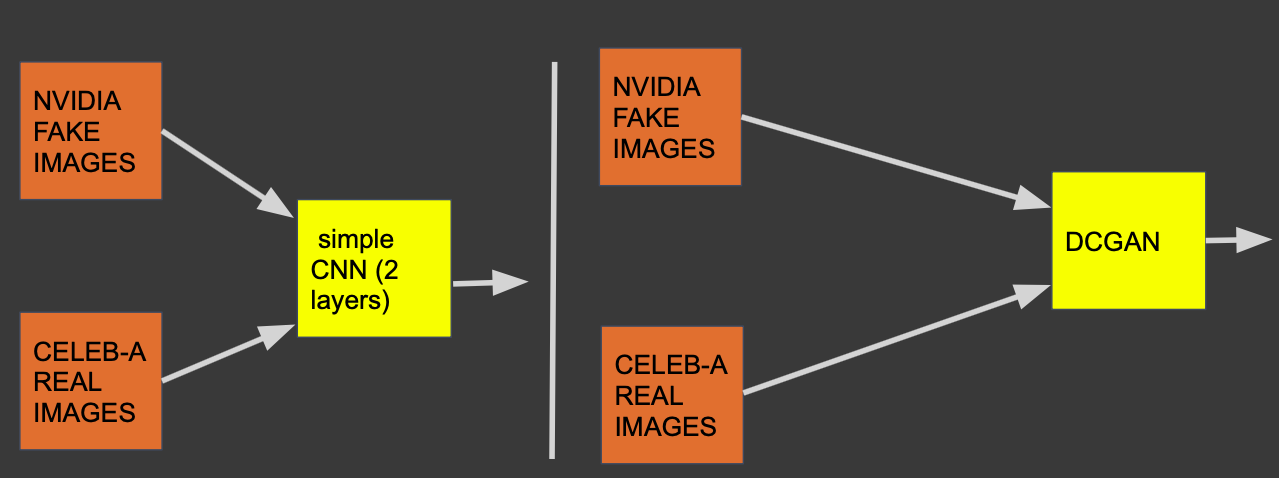 NVIDIA
FAKE
IMAGES
CELEB-A
REAL
IMAGES
simple
CNN (2
layers)
NVIDIA
FAKE
IMAGES
CELEB-A
REAL
IMAGES
DCGAN